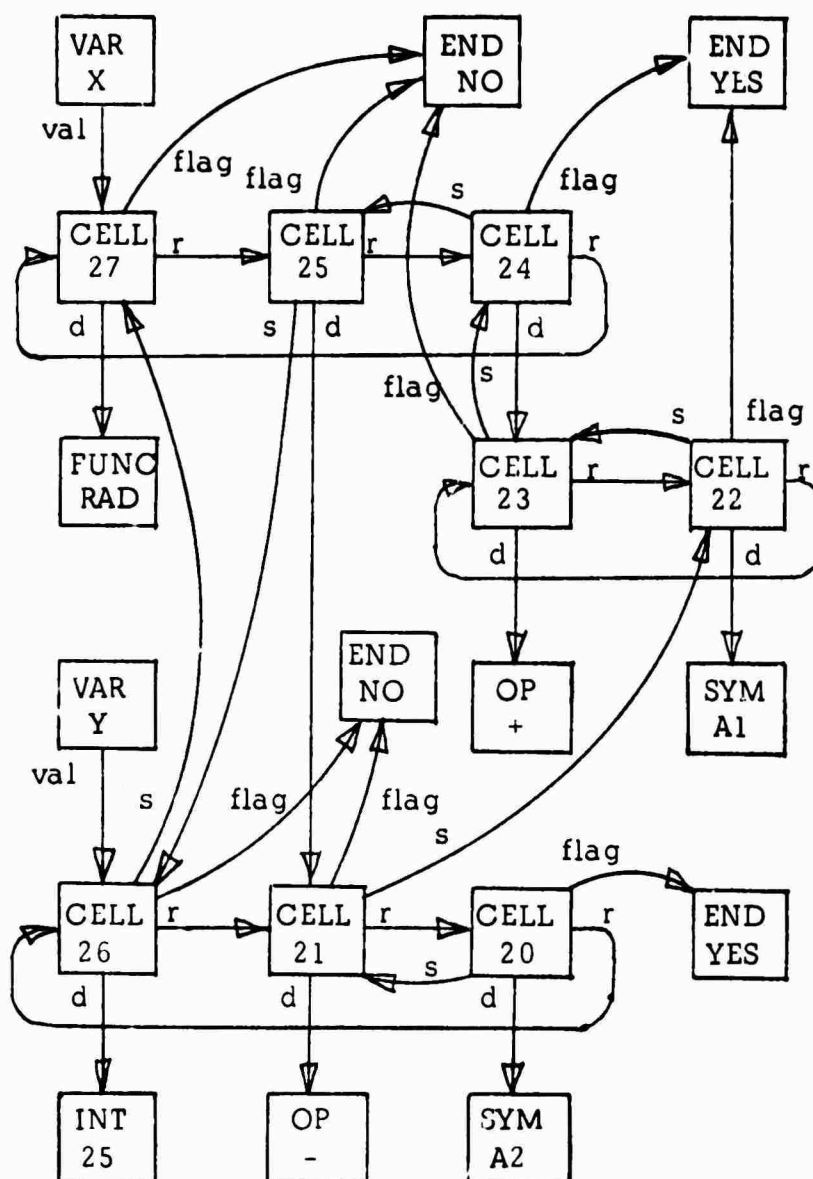 VAR
X
END
NO
END
YES
val
flag
flag
s
flag
CELL
27
r
CELL
25
r
CELL
24
r
d
s
d
d
flag
s
s
flag
FUNC
RAD
CELL
23
r
CELL
22
r
d
d
VAR
Y
END
NO
OP
+
SYM
A1
val
s
flag
flag
s
flag
CELL
26
r
CELL
21
r
CELL
20
r
END
YES
s
d
d
d
INT
25
OP
-
SYM
A2